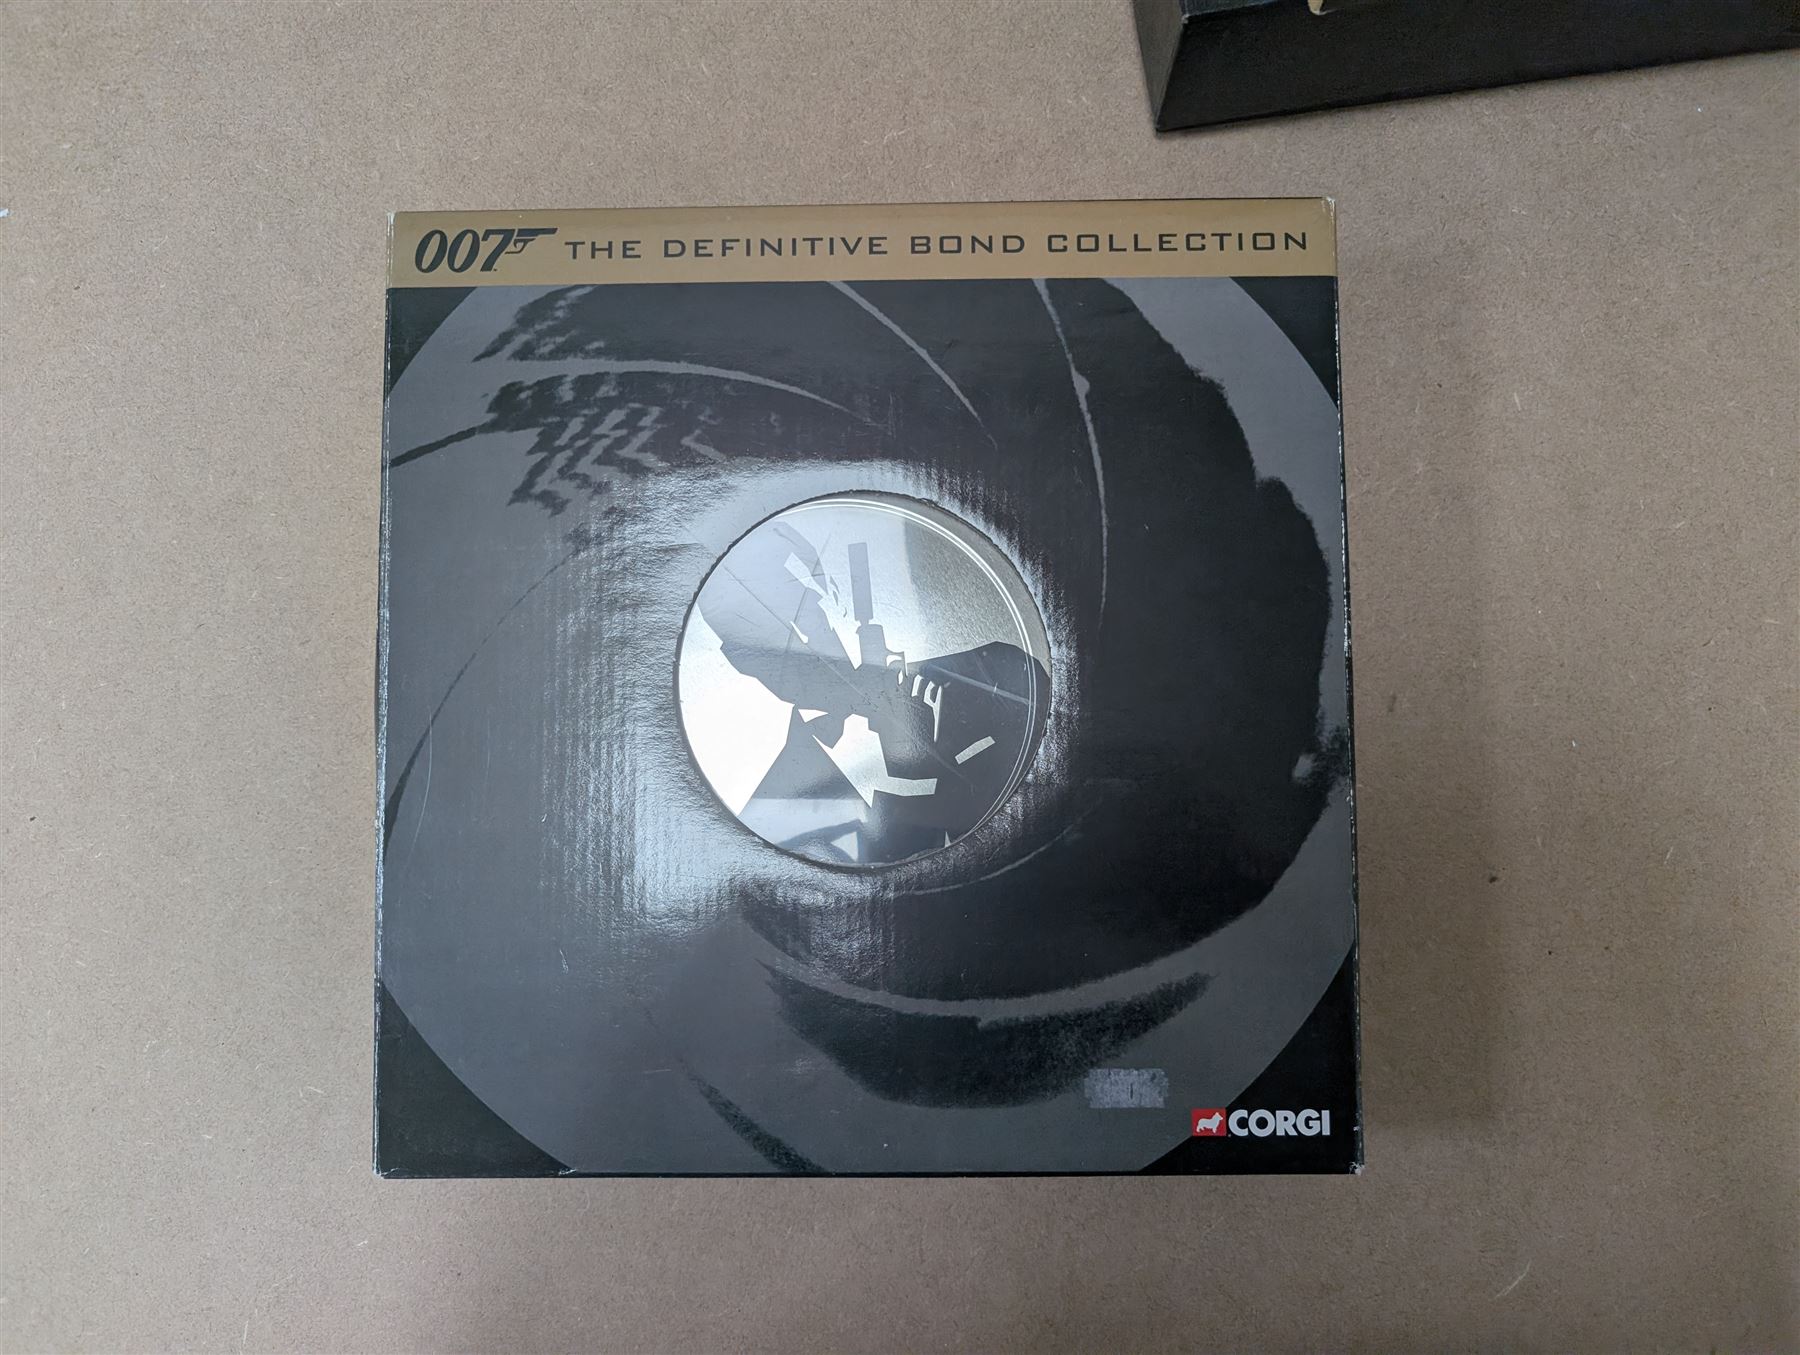 007 THE DEFINITIVE BOND COLLECTION
CORGI